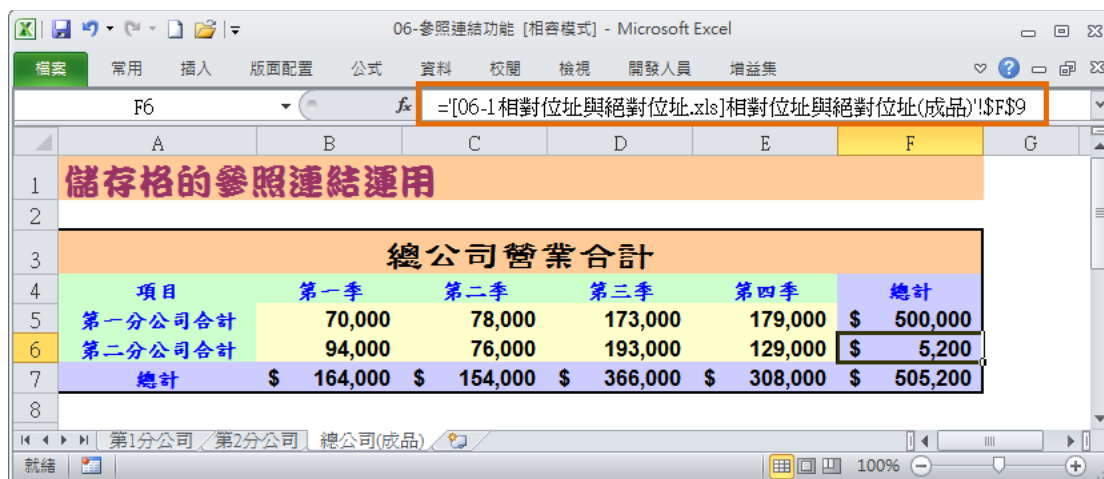 06-參照連結功能 [相容模式] - Microsoft Excel
檔案 常用 插入 版面配置 公式 資料 校閱 檢視 開發人員 增益集
F6 fx ='[06-1相對位址與絕對位址.xls]相對位址與絕對位址(成品)'!$F$9
A B C D E F G
1 儲存格的參照連結運用
2
3 總公司營業合計
4 項目 第一季 第二季 第三季 第四季 總計
5 第一分公司合計 70,000 78,000 173,000 179,000 $ 500,000
6 第二分公司合計 94,000 76,000 193,000 129,000 $ 5,200
7 總計 $ 164,000 $ 154,000 $ 366,000 $ 308,000 $ 505,200
8
第1分公司 第2分公司 總公司(成品)
就緒 100%